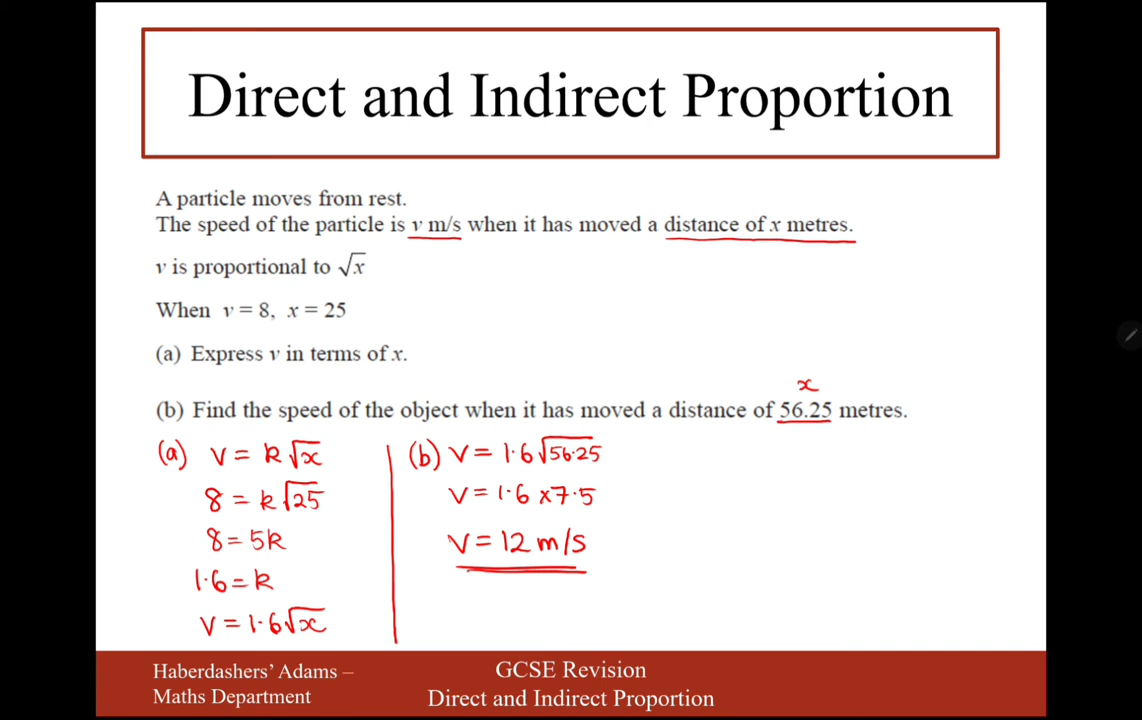 Direct and Indirect Proportion
A particle moves from rest.
The speed of the particle is v m/s when it has moved a distance of x metres.
v is proportional to √x
When v = 8, x = 25
(a) Express v in terms of x.
x
(b) Find the speed of the object when it has moved a distance of 56.25 metres.
(a) v = k√x
8 = k√25
8 = 5k
1.6 = k
v = 1.6√x
(b) v = 1.6√56.25
v = 1.6 × 7.5
v = 12 m/s
Haberdashers’ Adams –
Maths Department
GCSE Revision
Direct and Indirect Proportion